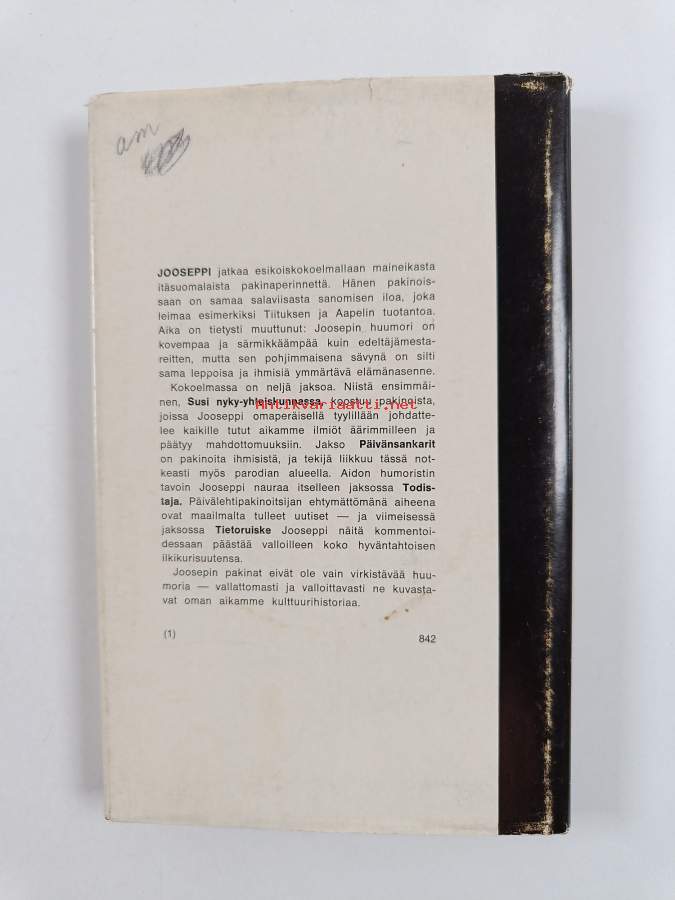 am
JOOSEPPI jatkaa esikoiskokoelmallaan maineikasta
itäsuomalaista pakinaperinnettä. Hänen pakinois-
saan on samaa salaviisasta sanomisen iloa, joka
leimaa esimerkiksi Tiituksen ja Aapelin tuotantoa.
Aika on tietysti muuttunut: Joosepin huumori on
kovempaa ja särmikkäämpää kuin edeltäjämesta-
reitten, mutta sen pohjimmaisena sävynä on silti
sama leppoisa ja ihmisiä ymmärtävä elämänasenne.
Kokoelmassa on neljä jaksoa. Niistä ensimmäi-
nen, Susi nyky-yhteiskunnassa, koostuu pakinoista,
Antikvariaatti.net
joissa Jooseppi omaperäisellä tyylillään johdatte-
lee kaikille tutut aikamme ilmiöt äärimmilleen ja
päätyy mahdottomuuksiin. Jakso Päivänsankarit
on pakinoita ihmisistä, ja tekijä liikkuu tässä not-
keasti myös parodian alueella. Aidon humoristin
tavoin Jooseppi nauraa itselleen jaksossa Todis-
taja. Päivälehtipakinoitsijan ehtymättömänä aiheena
ovat maailmalta tulleet uutiset — ja viimeisessä
jaksossa Tietoruiske Jooseppi näitä kommentoi-
dessaan päästää valloilleen koko hyväntahtoisen
ilkikurisuutensa.
Joosepin pakinat eivät ole vain virkistävää huu-
moria — vallattomasti ja valloittavasti ne kuvasta-
vat oman aikamme kulttuurihistoriaa.
(1)
842